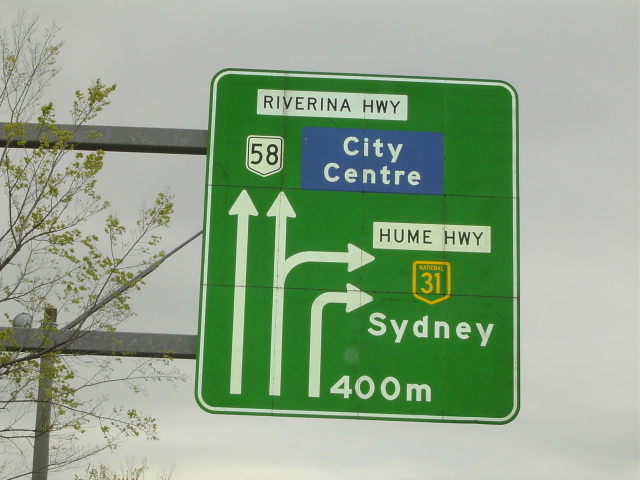 RIVERINA HWY
58
City
Centre
HUME HWY
NATIONAL
31
Sydney
400m